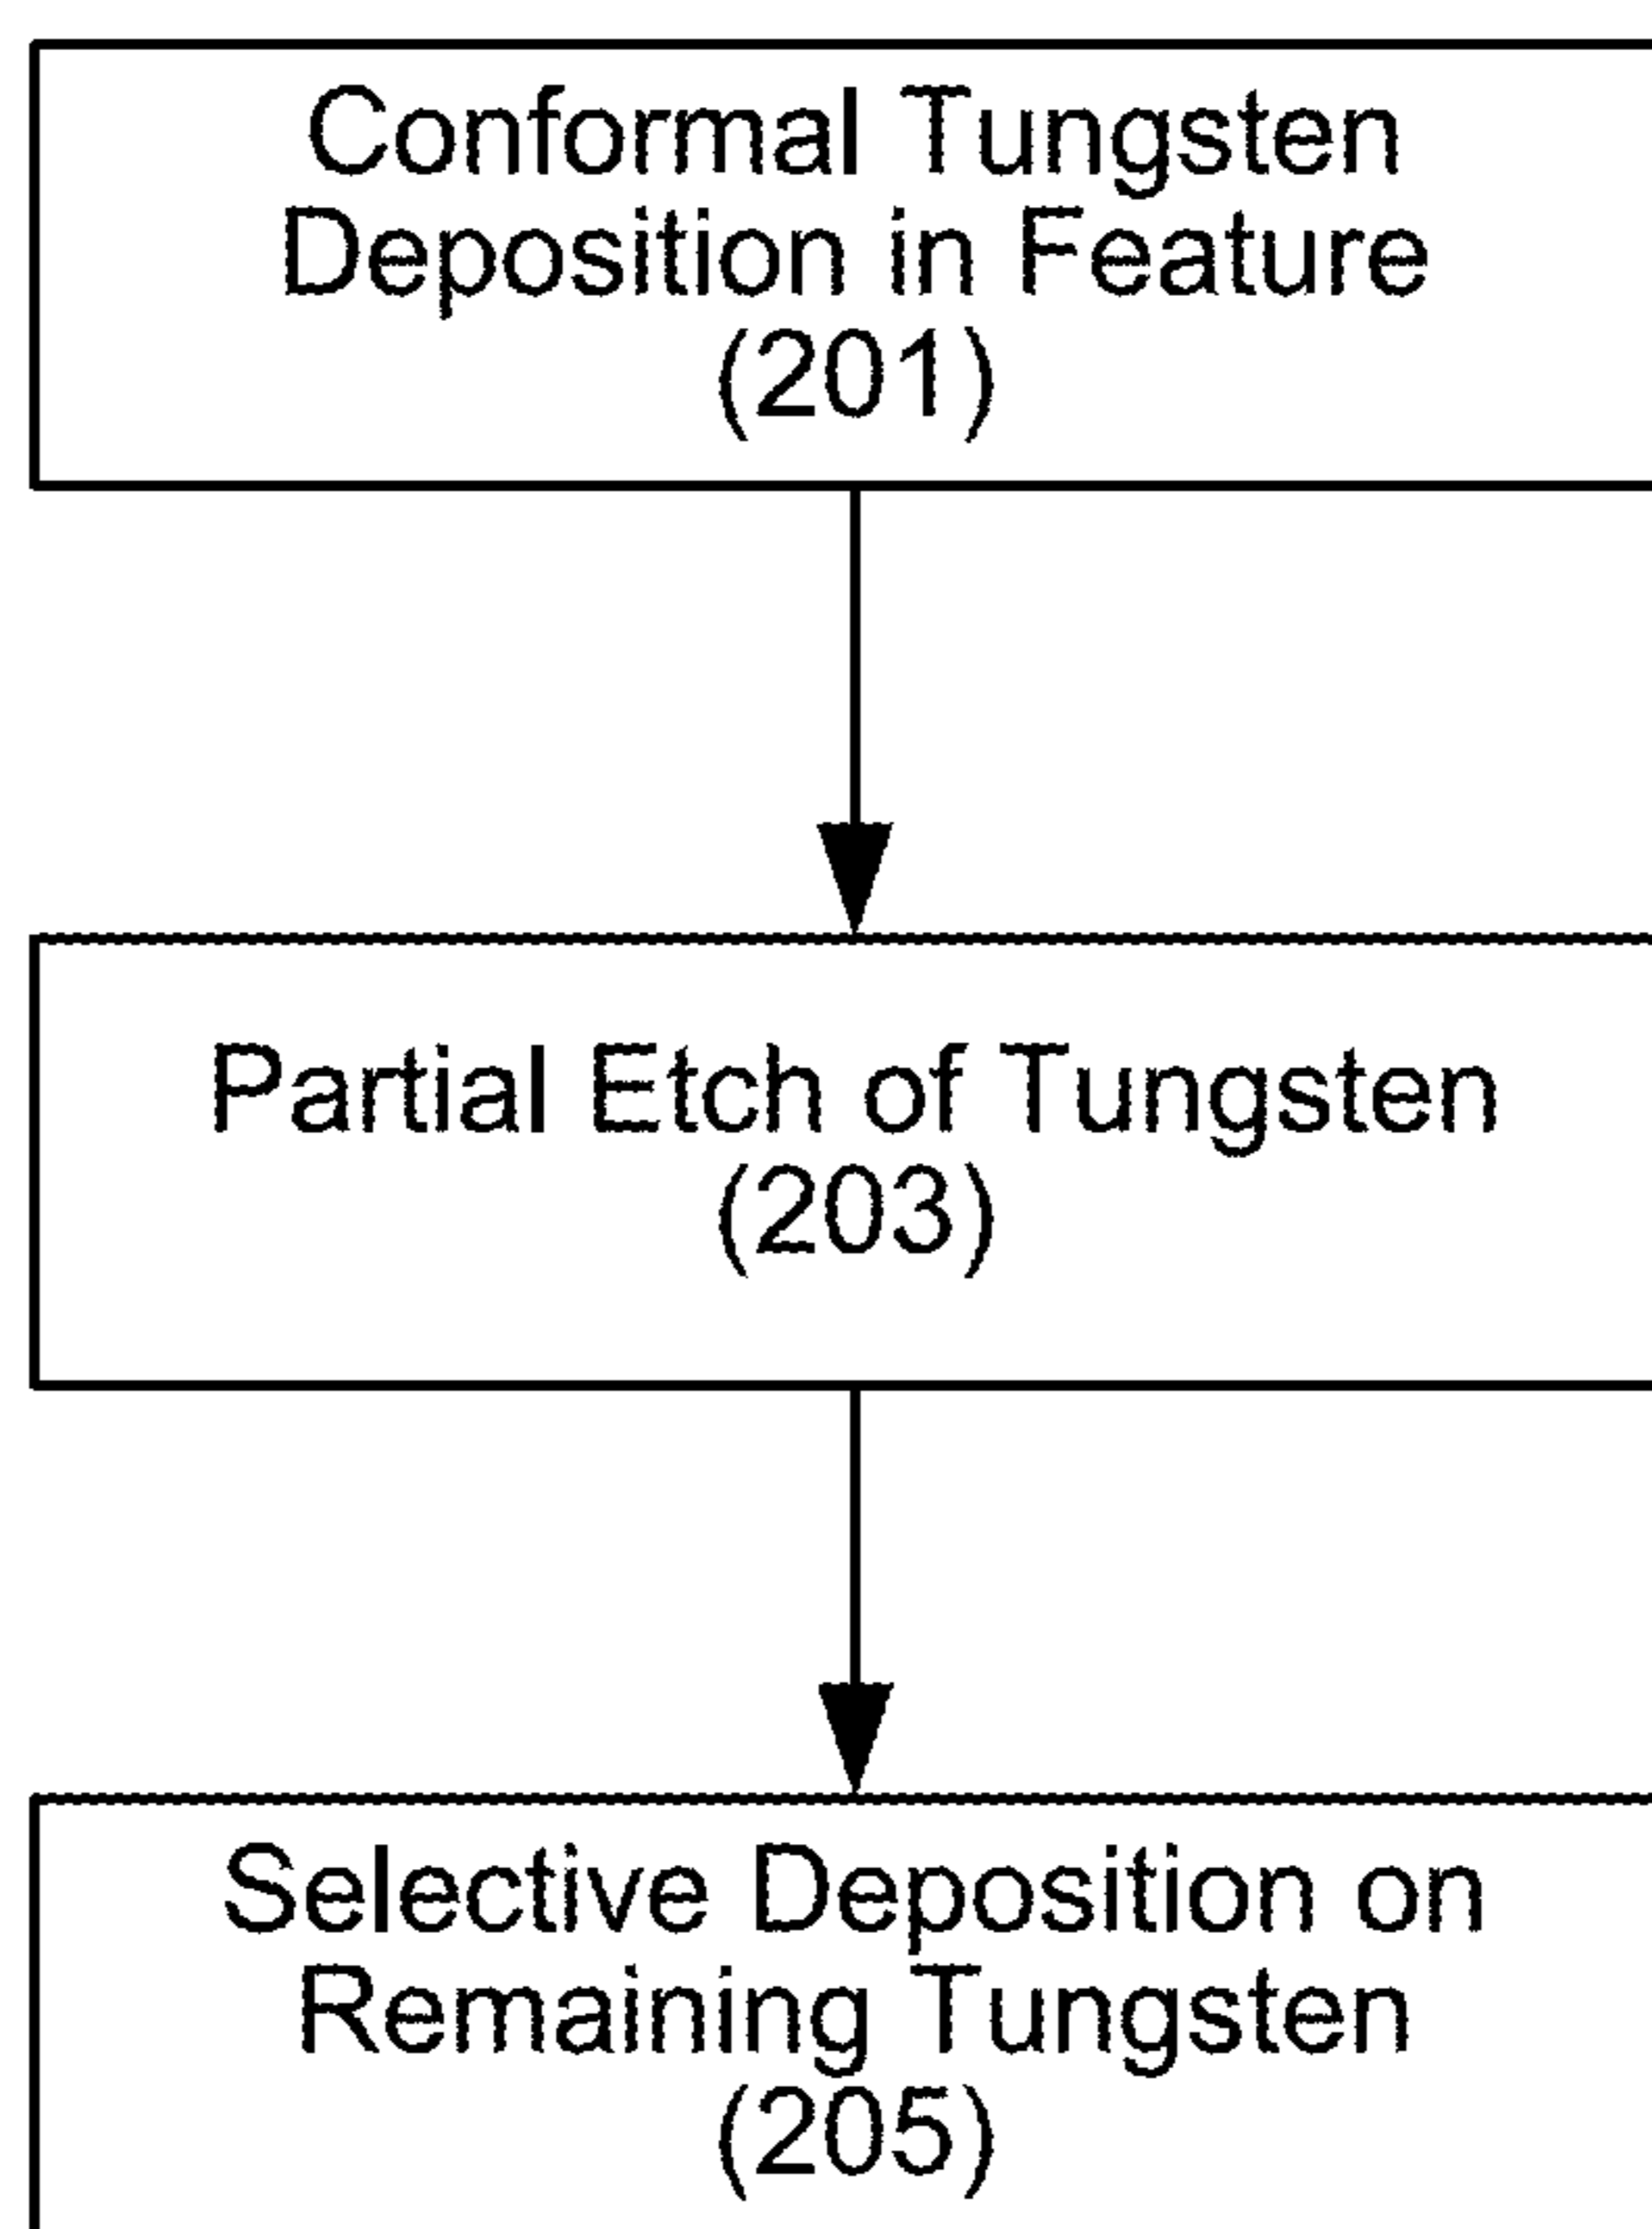 Conformal Tungsten
Deposition in Feature
(201)
Partial Etch of Tungsten
(203)
Selective Deposition on
Remaining Tungsten
(205)